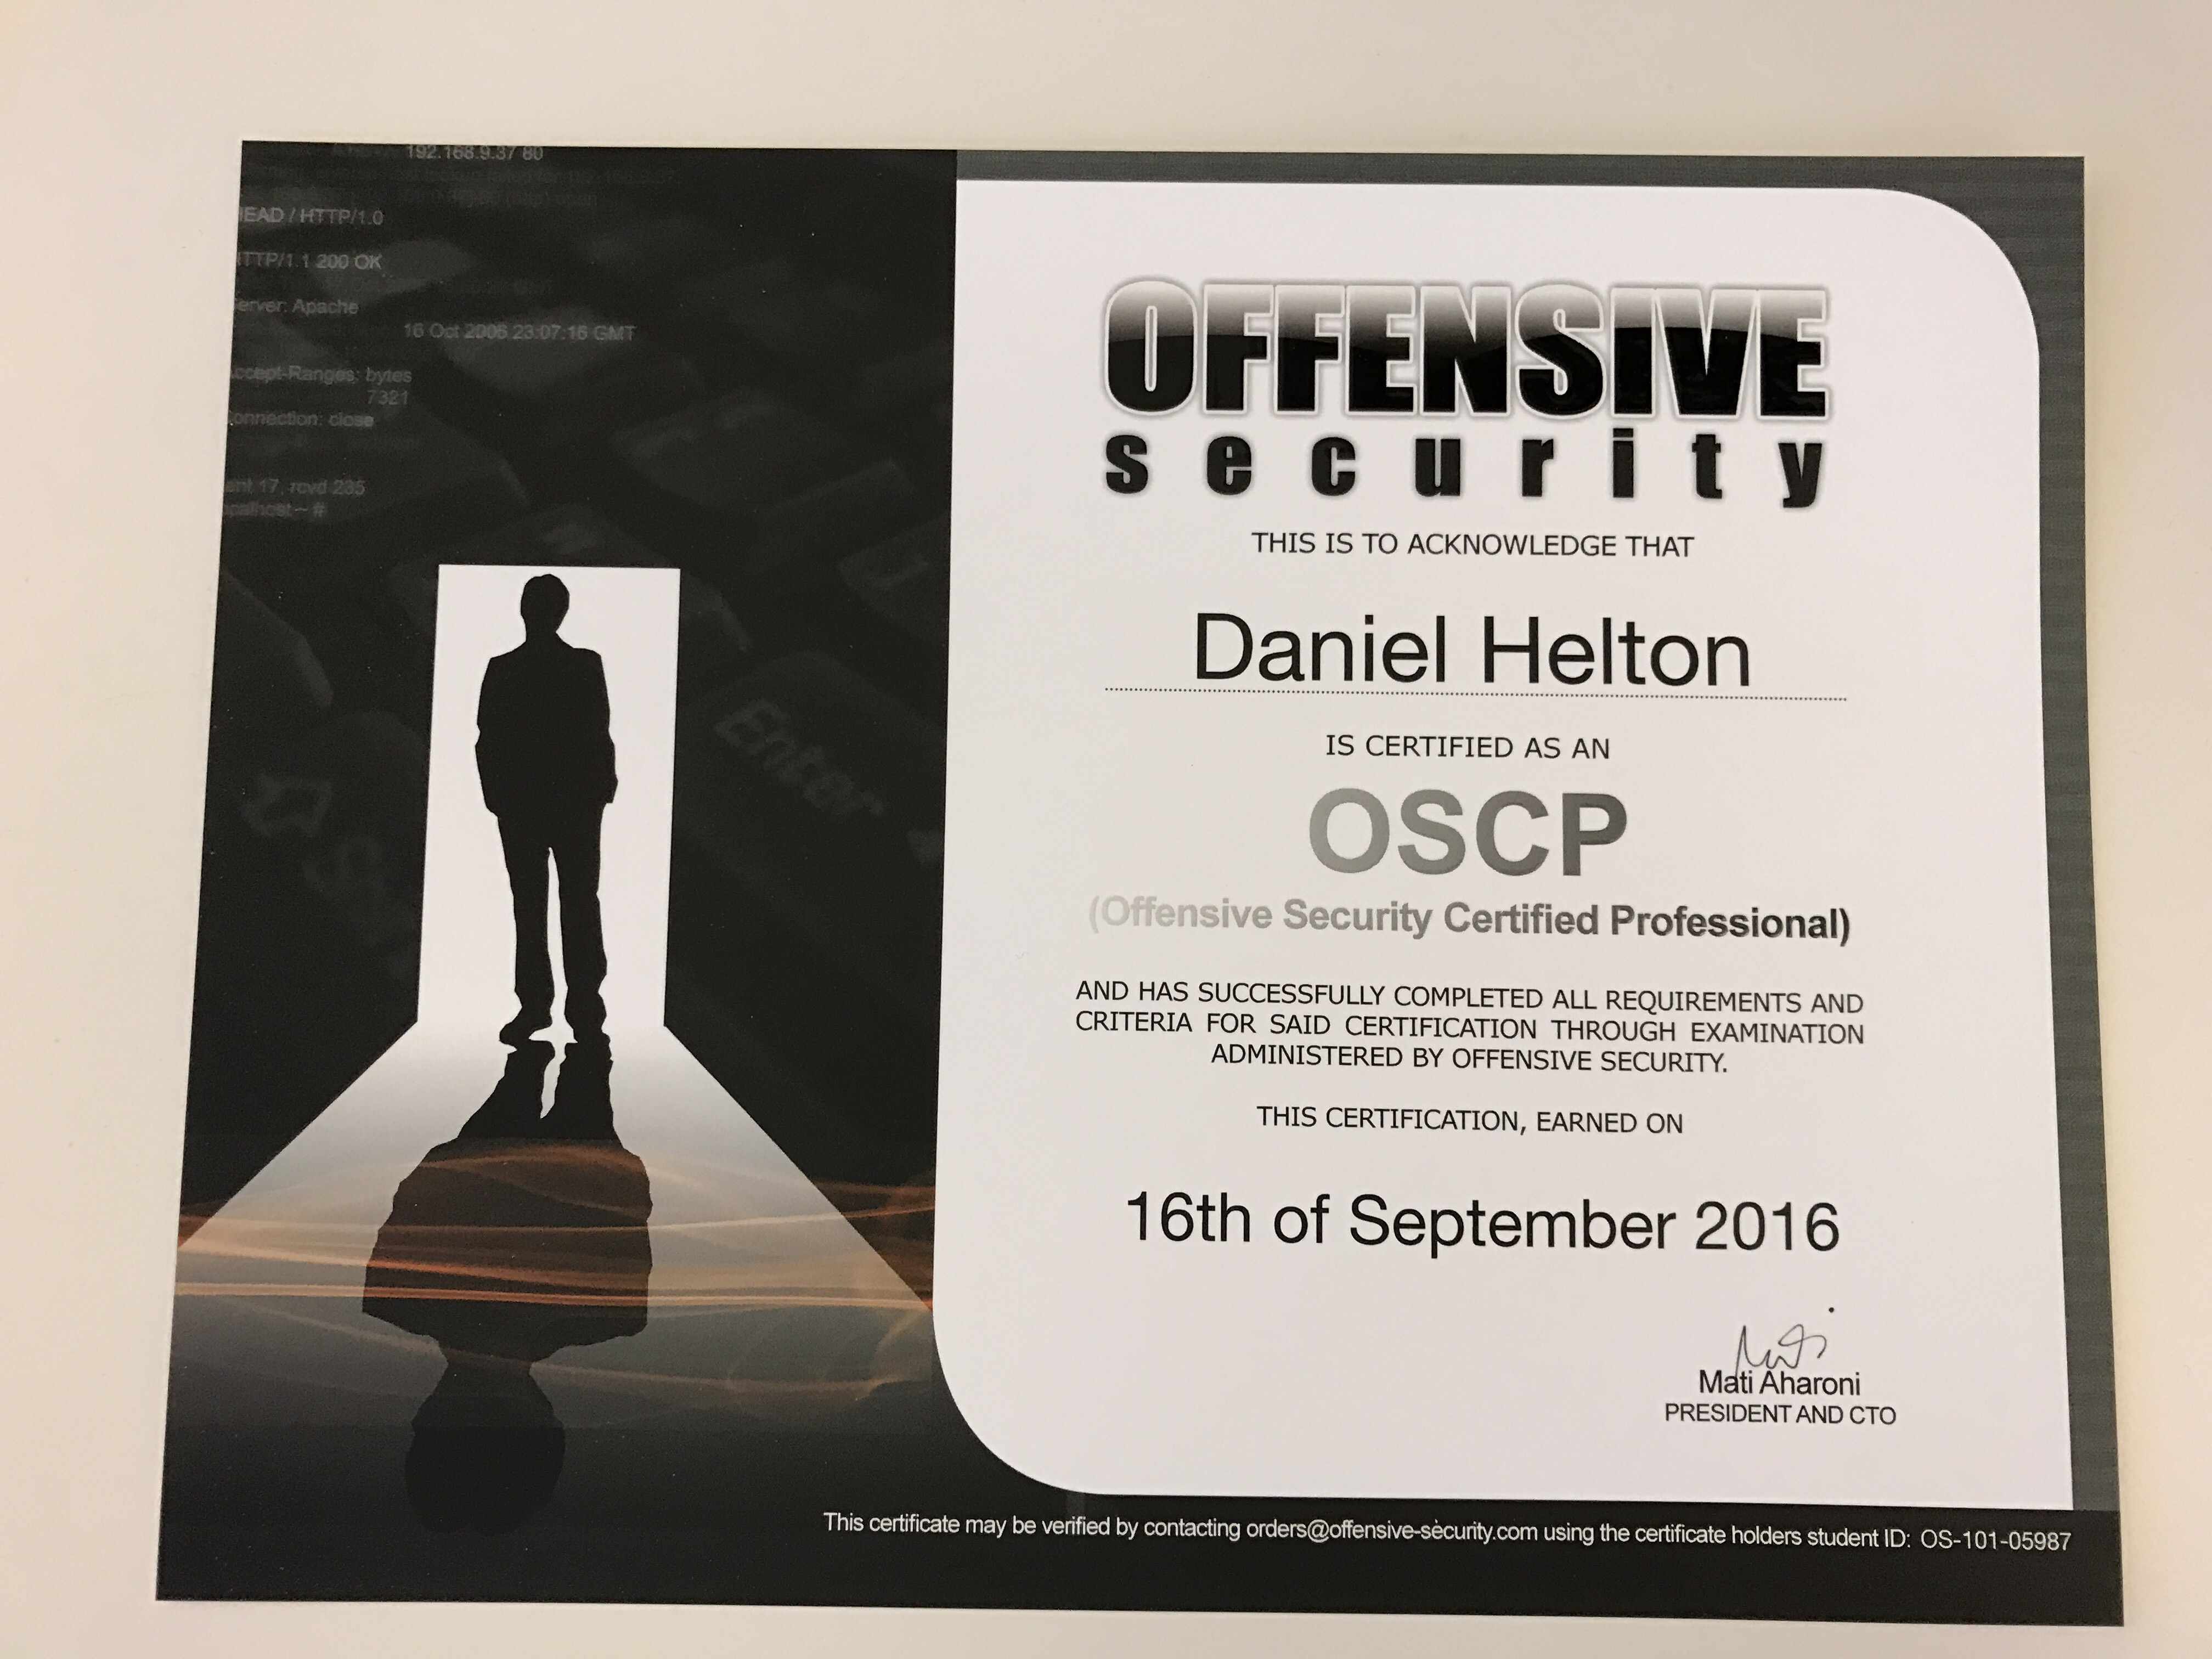 192.168.9.37 80
HEAD / HTTP/1.0
HTTP/1.1 200 OK
Server: Apache
16 Oct 2006 23:07:16 GMT
Accept-Ranges: bytes
7321
Connection: close
sent 17, rcvd 235
localhost ~ #
Enter
OFFENSIVE
security
THIS IS TO ACKNOWLEDGE THAT
Daniel Helton
IS CERTIFIED AS AN
OSCP
(Offensive Security Certified Professional)
AND HAS SUCCESSFULLY COMPLETED ALL REQUIREMENTS AND
CRITERIA FOR SAID CERTIFICATION THROUGH EXAMINATION
ADMINISTERED BY OFFENSIVE SECURITY.
THIS CERTIFICATION, EARNED ON
16th of September 2016
Mati Aharoni
PRESIDENT AND CTO
This certificate may be verified by contacting orders@offensive-security.com using the certificate holders student ID: OS-101-05987